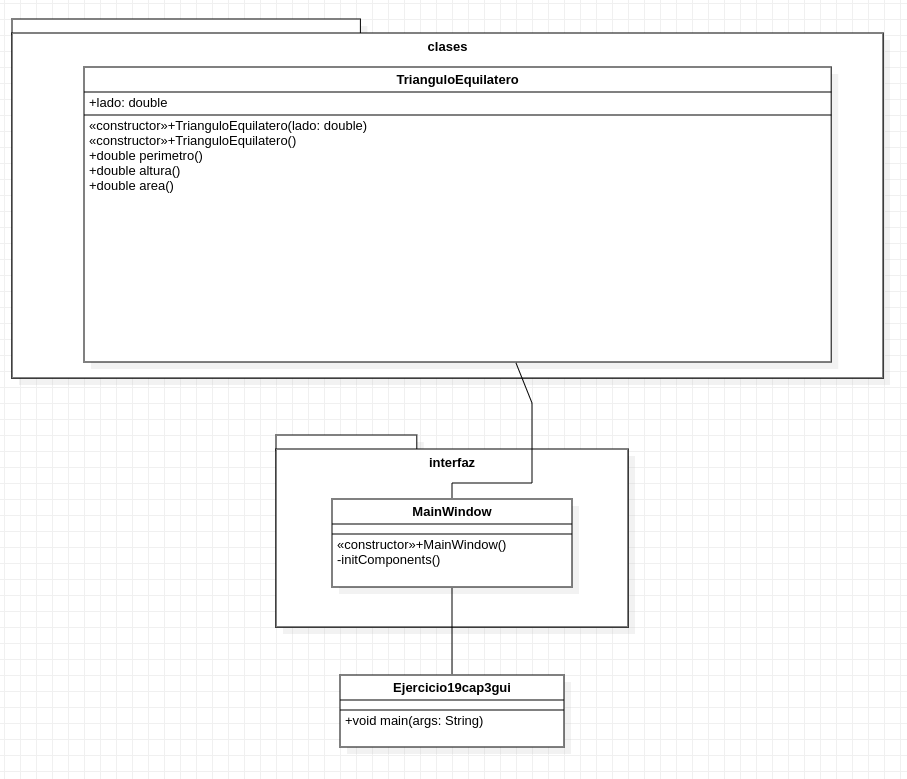 clases
TrianguloEquilatero
+lado: double
«constructor»+TrianguloEquilatero(lado: double)
«constructor»+TrianguloEquilatero()
+double perimetro()
+double altura()
+double area()
interfaz
MainWindow
«constructor»+MainWindow()
-initComponents()
Ejercicio19cap3gui
+void main(args: String)